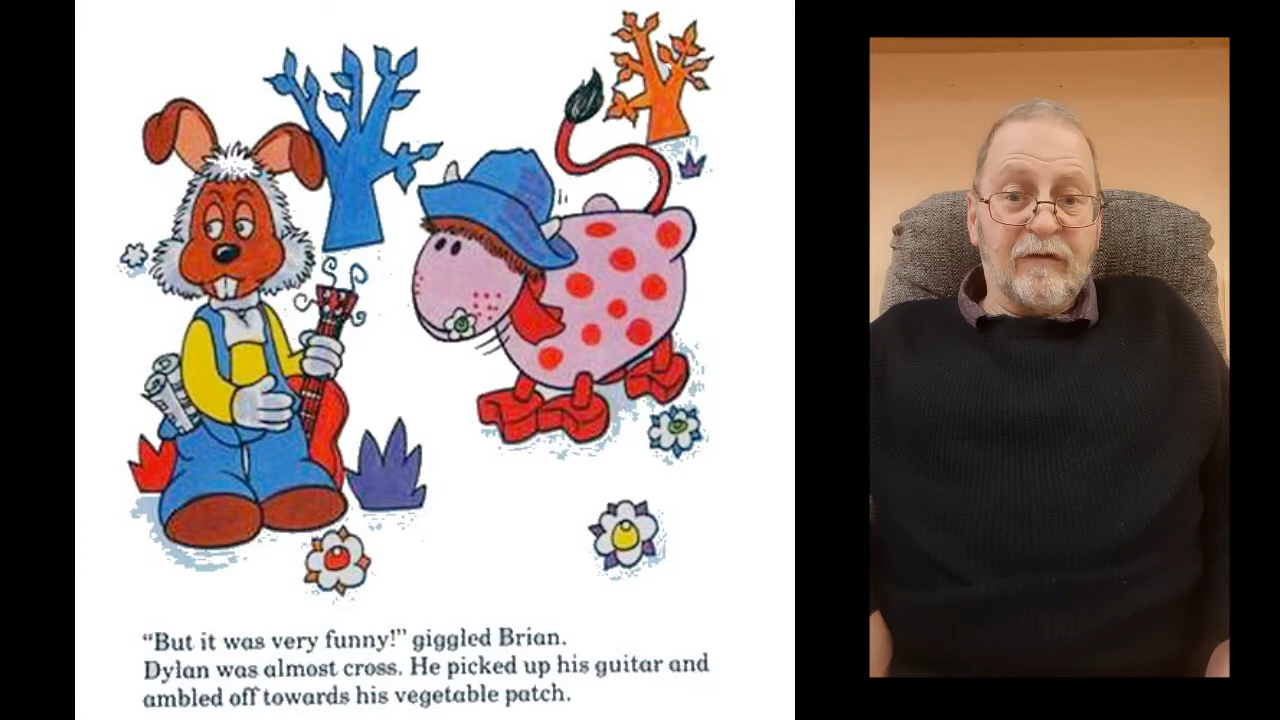 “But it was very funny!” giggled Brian.
Dylan was almost cross. He picked up his guitar and
ambled off towards his vegetable patch.